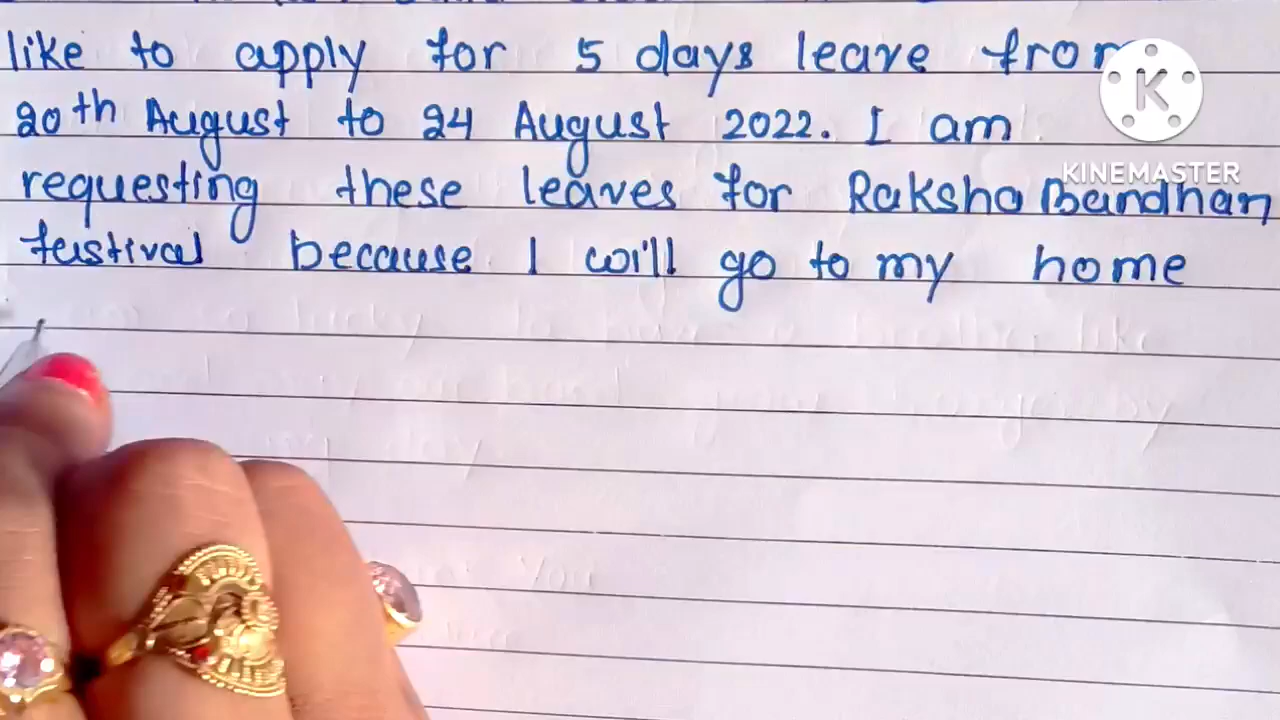 like to apply for 5 days leave from
20th August to 24 August 2022. I am
requesting these leaves for Raksha Bandhan
festival because I will go to my home
K
KINEMASTER